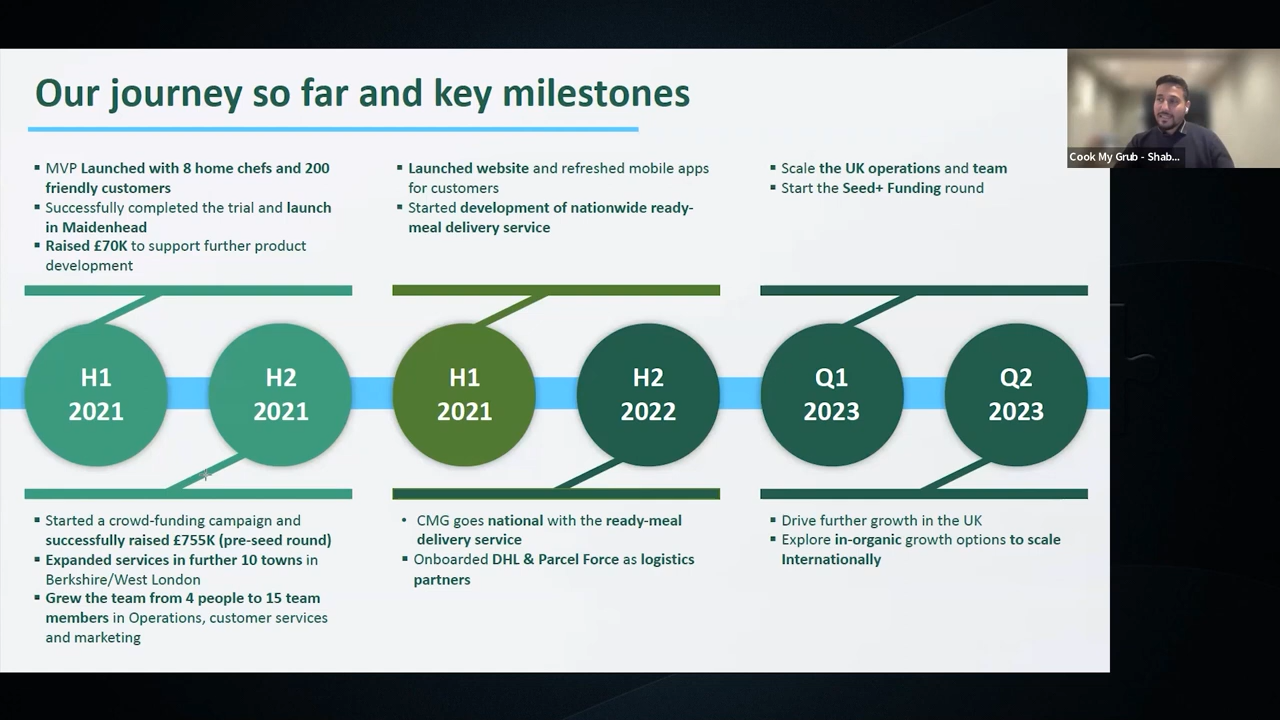 Our journey so far and key milestones
▪ MVP Launched with 8 home chefs and 200
friendly customers
▪ Successfully completed the trial and launch
in Maidenhead
▪ Raised £70K to support further product
development
▪ Launched website and refreshed mobile apps
for customers
▪ Started development of nationwide ready-
meal delivery service
▪ Scale the UK operations and team
▪ Start the Seed+ Funding round
Cook My Grub - Shab...
H1
2021
H2
2021
H1
2021
H2
2022
Q1
2023
Q2
2023
▪ Started a crowd-funding campaign and
successfully raised £755K (pre-seed round)
▪ Expanded services in further 10 towns in
Berkshire/West London
▪ Grew the team from 4 people to 15 team
members in Operations, customer services
and marketing
• CMG goes national with the ready-meal
delivery service
▪ Onboarded DHL & Parcel Force as logistics
partners
▪ Drive further growth in the UK
▪ Explore in-organic growth options to scale
Internationally